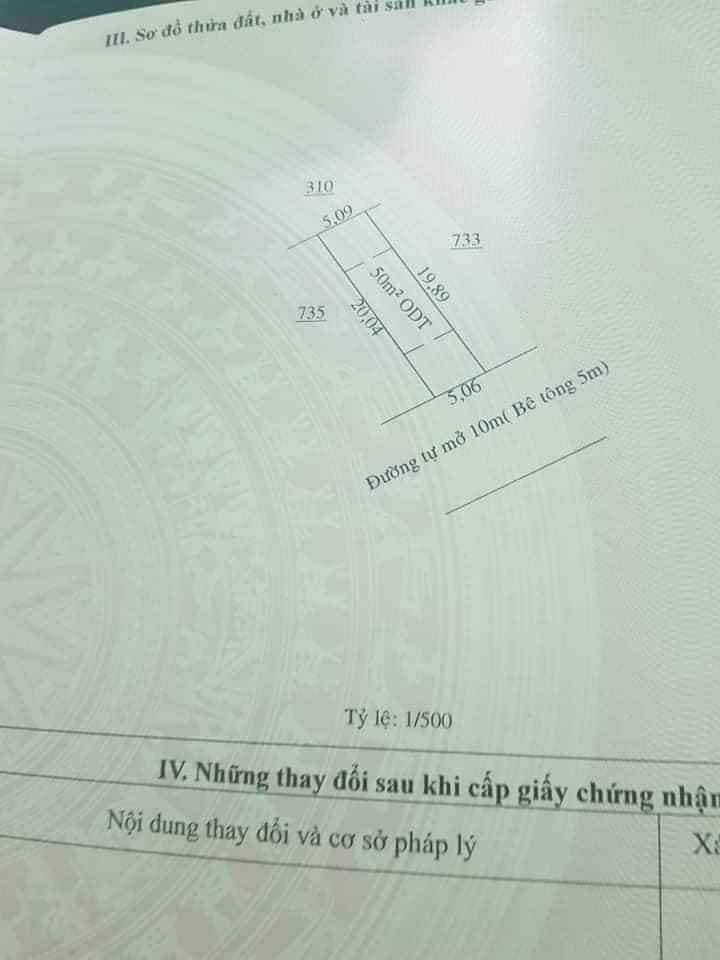 III. Sơ đồ thửa đất, nhà ở và tài sản khác
310
5,09
733
19,89
50m² ODT
735
20,04
5,06
Đường tự mở 10m( Bê tông 5m)
Tỷ lệ: 1/500
IV. Những thay đổi sau khi cấp giấy chứng nhận
Nội dung thay đổi và cơ sở pháp lý